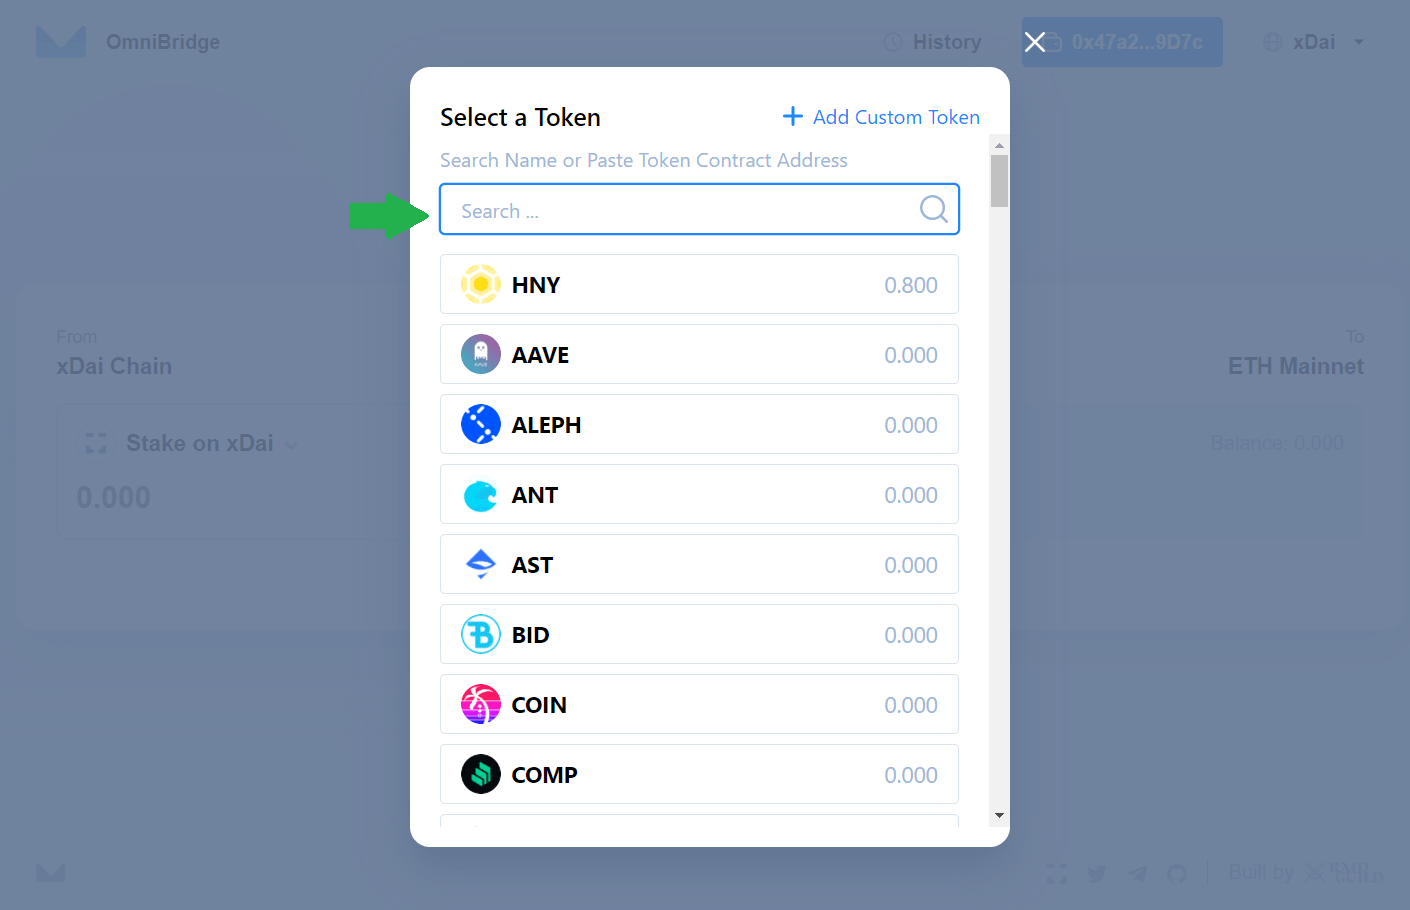 OmniBridge
History
0x47a2...9D7c
xDai
Select a Token
Add Custom Token
Search Name or Paste Token Contract Address
Search ...
HNY 0.800
AAVE 0.000
ALEPH 0.000
ANT 0.000
AST 0.000
BID 0.000
COIN 0.000
COMP 0.000
From
xDai Chain
Stake on xDai
0.000
To
ETH Mainnet
Balance: 0.000
Built by